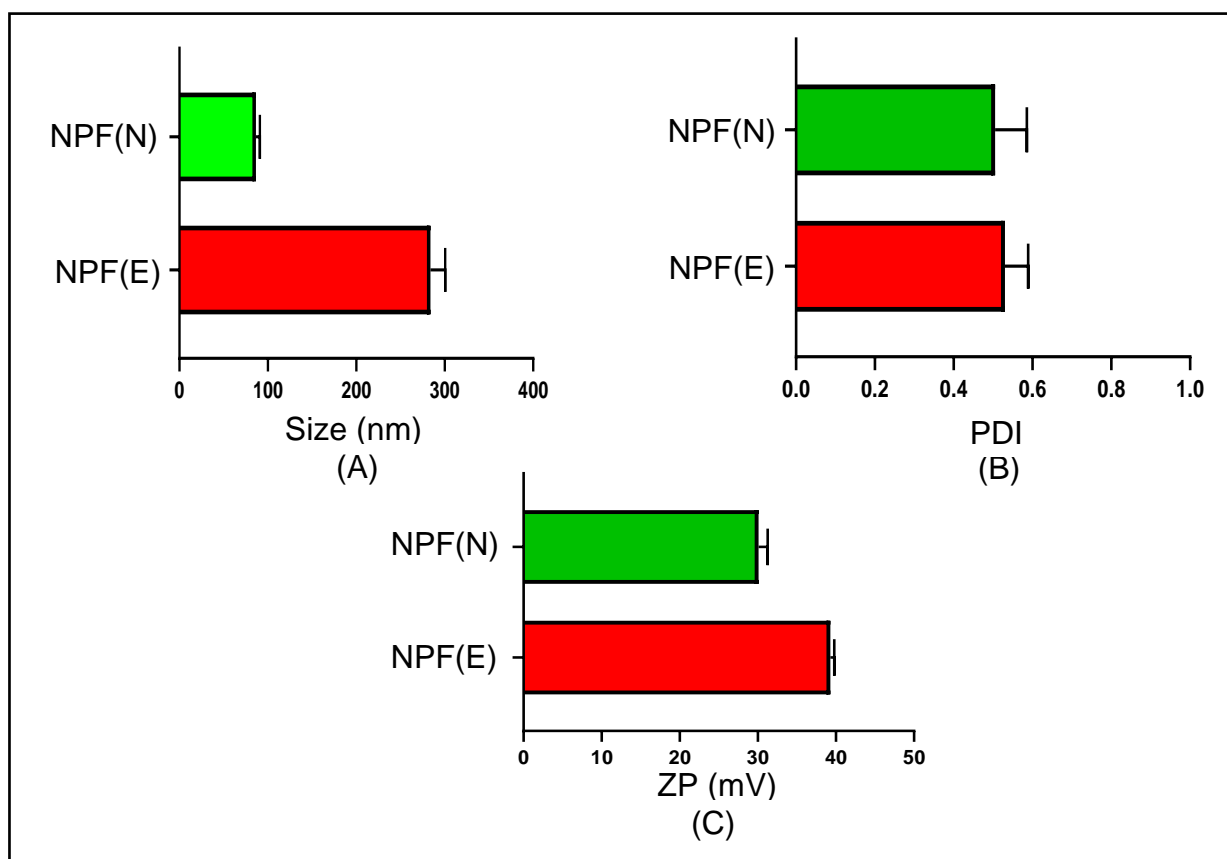 NPF(N)
NPF(E)
0 100 200 300 400
Size (nm)
(A)
NPF(N)
NPF(E)
0.0 0.2 0.4 0.6 0.8 1.0
PDI
(B)
NPF(N)
NPF(E)
0 10 20 30 40 50
ZP (mV)
(C)